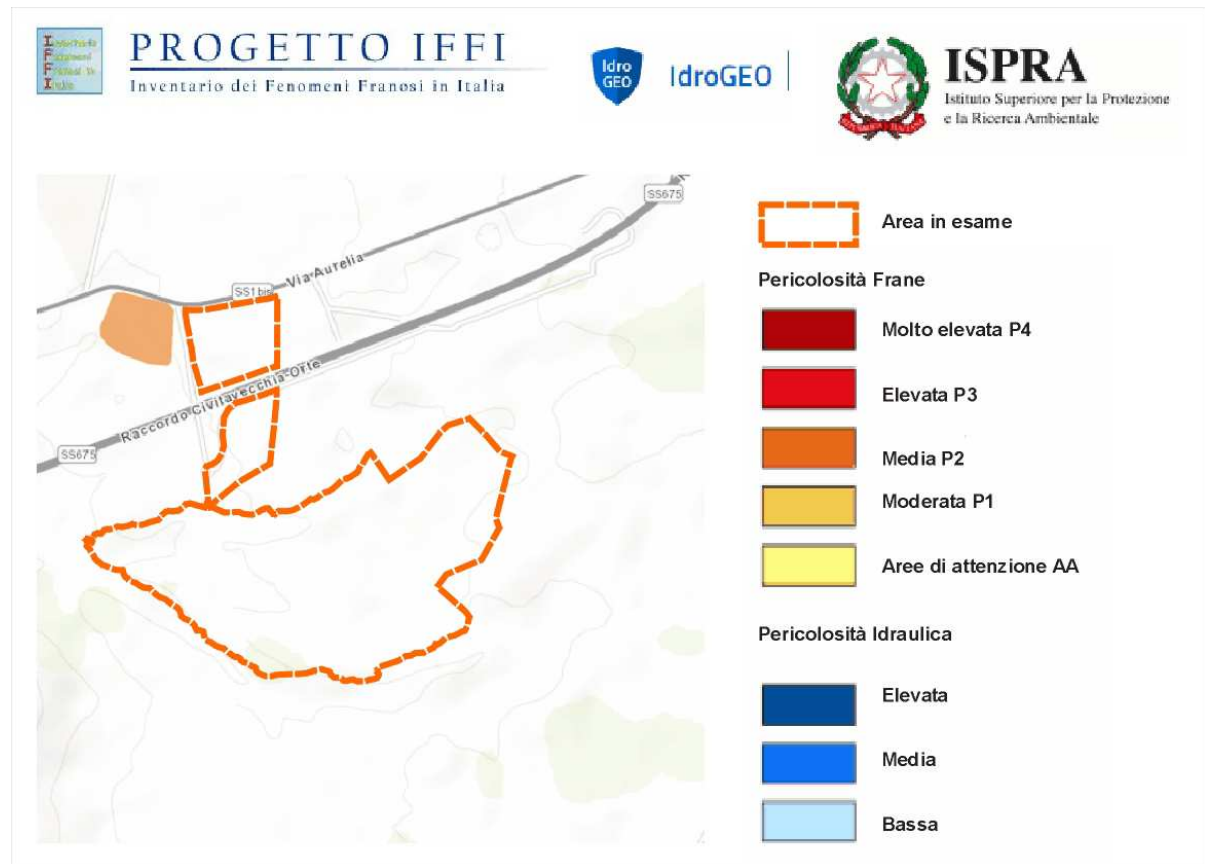 PROGETTO IFFI
Inventario dei Fenomeni Franosi in Italia
Idro
GEO
IdroGEO
ISPRA
Istituto Superiore per la Protezione
e la Ricerca Ambientale
SS675
Via Aurelia
SS1bis
Raccordo Civitavecchia-Orte
SS675
Area in esame
Pericolosità Frane
Molto elevata P4
Elevata P3
Media P2
Moderata P1
Aree di attenzione AA
Pericolosità Idraulica
Elevata
Media
Bassa